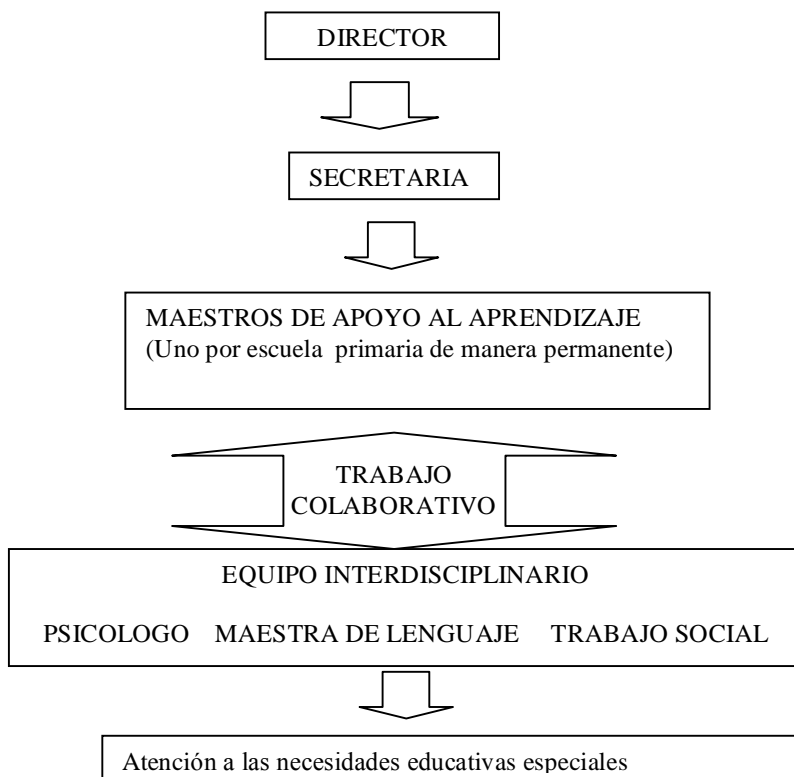 DIRECTOR
SECRETARIA
MAESTROS DE APOYO AL APRENDIZAJE
(Uno por escuela primaria de manera permanente)
TRABAJO
COLABORATIVO
EQUIPO INTERDISCIPLINARIO
PSICOLOGO MAESTRA DE LENGUAJE TRABAJO SOCIAL
Atención a las necesidades educativas especiales